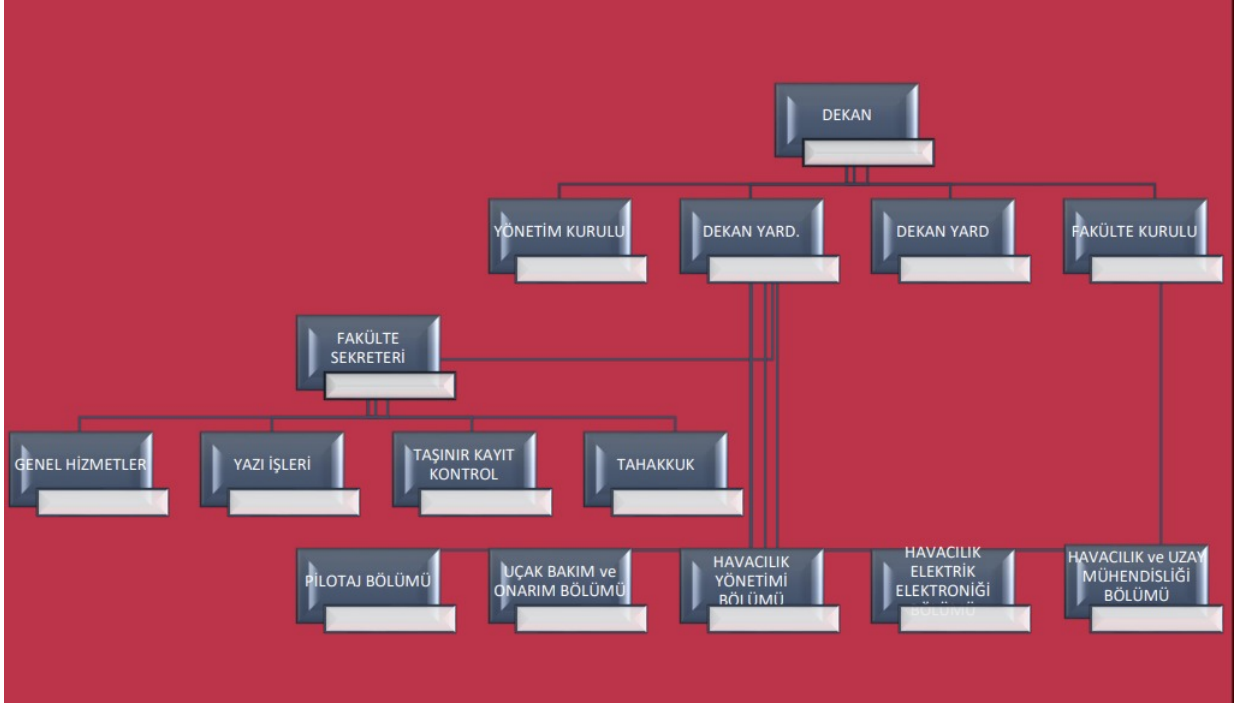 DEKAN
YÖNETİM KURULU
DEKAN YARD.
DEKAN YARD
FAKÜLTE KURULU
FAKÜLTE
SEKRETERİ
GENEL HİZMETLER
YAZI İŞLERİ
TAŞINIR KAYIT
KONTROL
TAHAKKUK
PİLOTAJ BÖLÜMÜ
UÇAK BAKIM ve
ONARIM BÖLÜMÜ
HAVACILIK
YÖNETİMİ
BÖLÜMÜ
HAVACILIK
ELEKTRİK
ELEKTRONİĞİ
BÖLÜMÜ
HAVACILIK ve UZAY
MÜHENDİSLİĞİ
BÖLÜMÜ